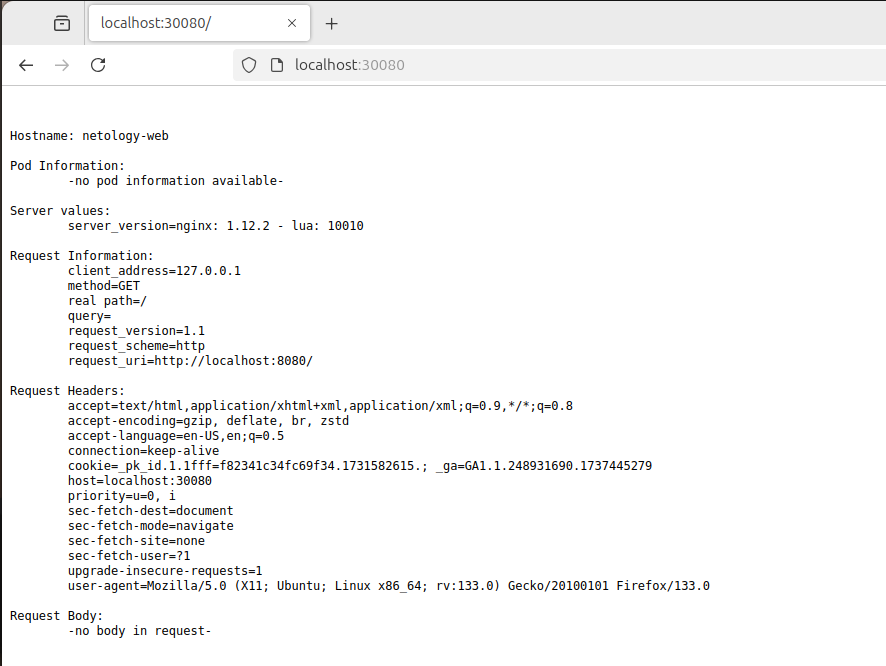 localhost:30080/
localhost:30080
Hostname: netology-web
Pod Information:
-no pod information available-
Server values:
server_version=nginx: 1.12.2 - lua: 10010
Request Information:
client_address=127.0.0.1
method=GET
real path=/
query=
request_version=1.1
request_scheme=http
request_uri=http://localhost:8080/
Request Headers:
accept=text/html,application/xhtml+xml,application/xml;q=0.9,*/*;q=0.8
accept-encoding=gzip, deflate, br, zstd
accept-language=en-US,en;q=0.5
connection=keep-alive
cookie=_pk_id.1.1fff=f82341c34fc69f34.1731582615.; _ga=GA1.1.248931690.1737445279
host=localhost:30080
priority=u=0, i
sec-fetch-dest=document
sec-fetch-mode=navigate
sec-fetch-site=none
sec-fetch-user=?1
upgrade-insecure-requests=1
user-agent=Mozilla/5.0 (X11; Ubuntu; Linux x86_64; rv:133.0) Gecko/20100101 Firefox/133.0
Request Body:
-no body in request-